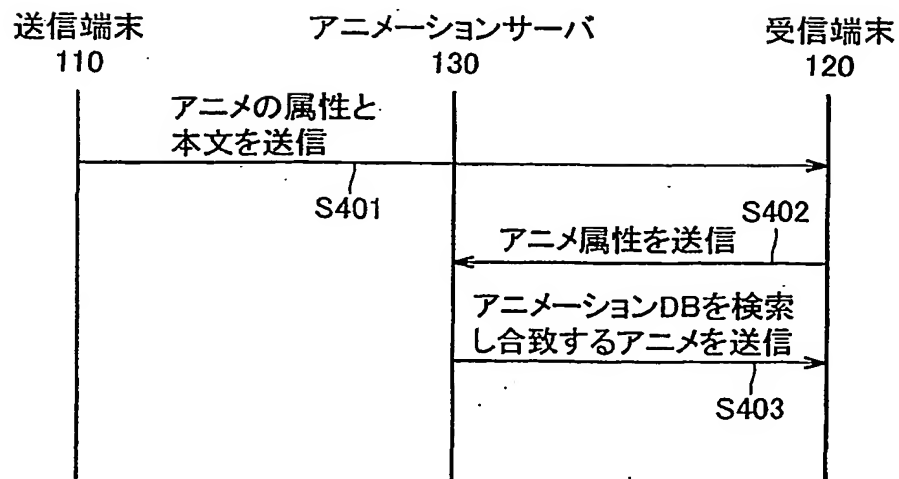 送信端末
110
アニメーションサーバ
130
受信端末
120
アニメの属性と
本文を送信
S401
S402
アニメ属性を送信
アニメーションDBを検索
し合致するアニメを送信
S403